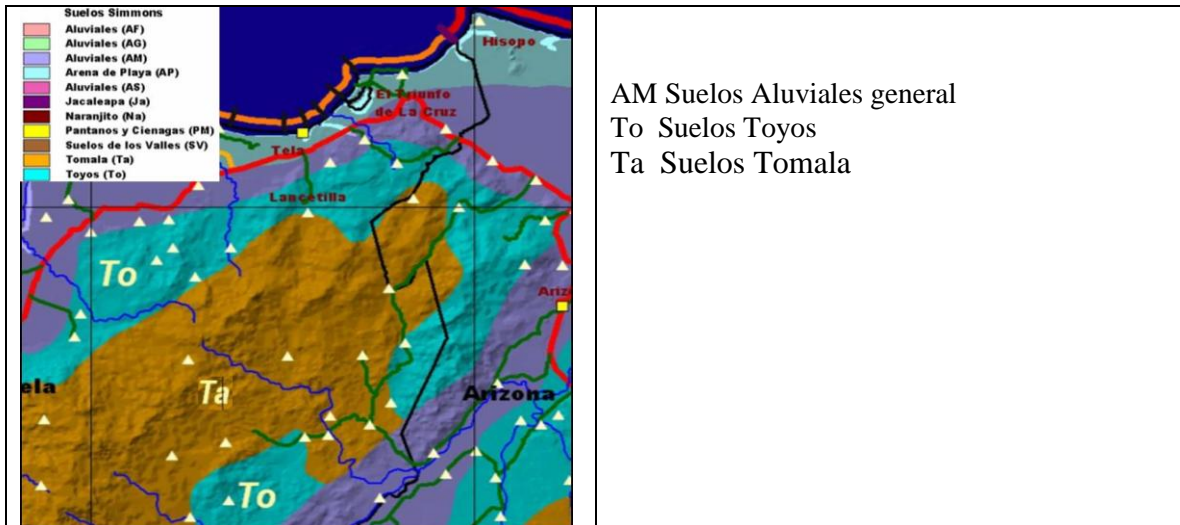 Suelos Simmons
Aluviales (AF)
Aluviales (AG)
Aluviales (AM)
Arena de Playa (AP)
Aluviales (AS)
Jacaleapa (Ja)
Naranjito (Na)
Pantanos y Cienagas (PM)
Suelos de los Valles (SV)
Tomala (Ta)
Toyos (To)
Hisopo
El Triunfo
de La Cruz
Tela
Lancetilla
To
Ariz
ela
Ta
Arizona
To
AM Suelos Aluviales general
To Suelos Toyos
Ta Suelos Tomala